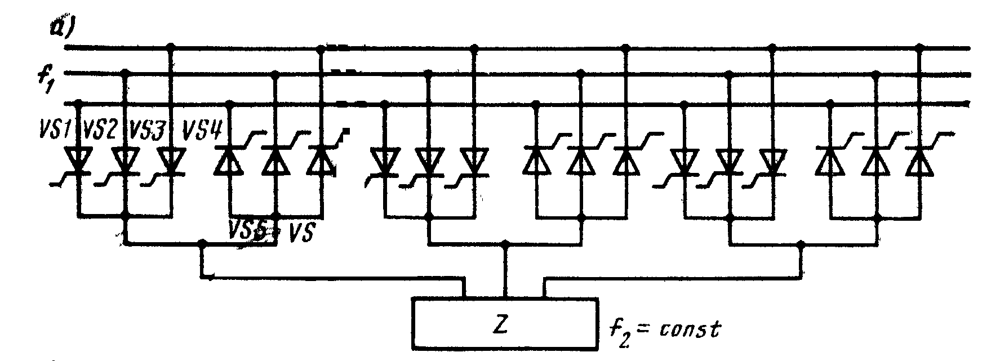 а)
f₁
VS1 VS2 VS3 VS4
VS5 VS
Z
f₂ = const